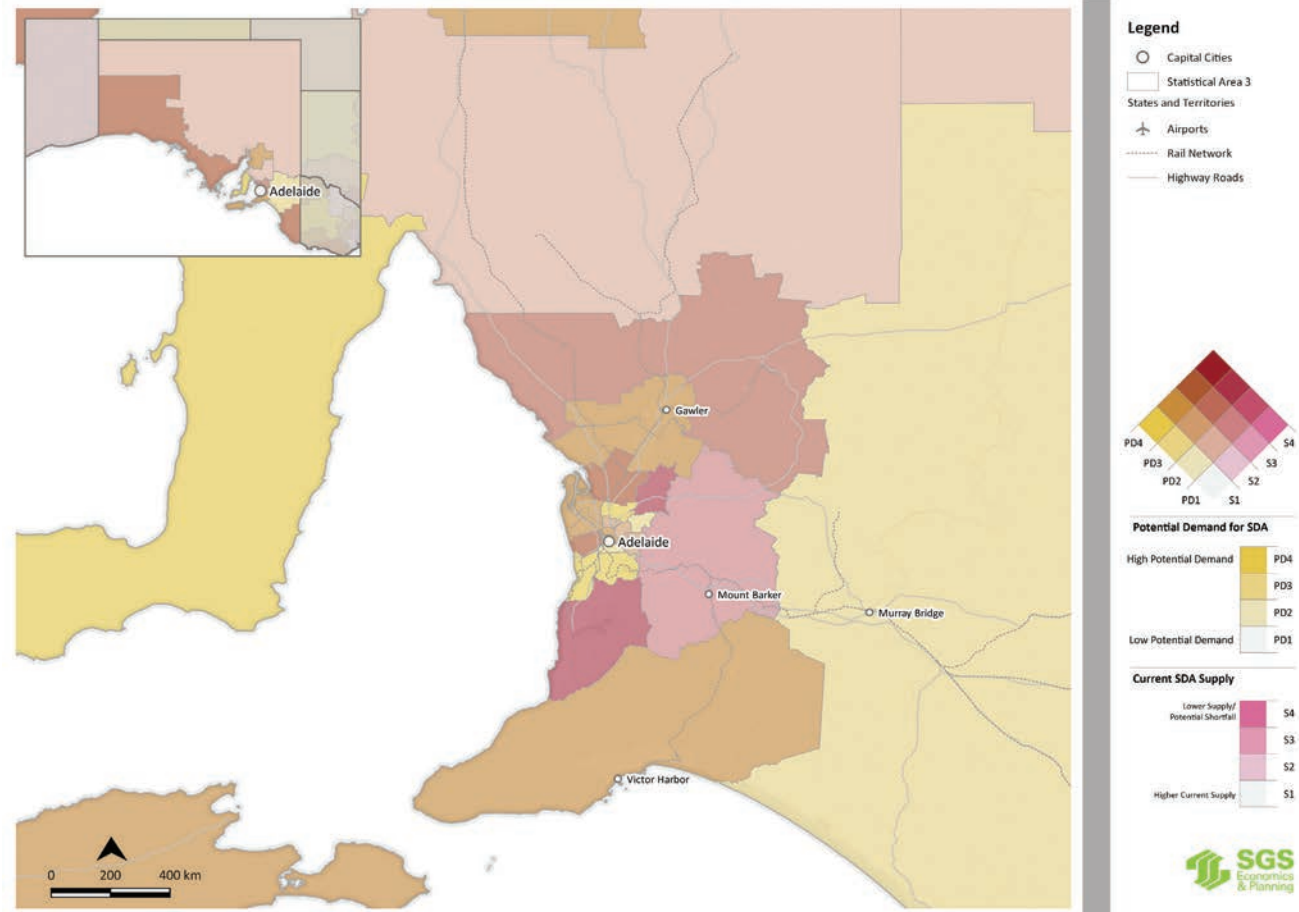 Adelaide
Gawler
Adelaide
Mount Barker
Murray Bridge
Victor Harbor
0 200 400 km
Legend
Capital Cities
Statistical Area 3
States and Territories
Airports
Rail Network
Highway Roads
PD4 S4
PD3 S3
PD2 S2
PD1 S1
Potential Demand for SDA
High Potential Demand PD4
PD3
PD2
Low Potential Demand PD1
Current SDA Supply
Lower Supply/
Potential Shortfall S4
S3
S2
Higher Current Supply S1
SGS
Economics
& Planning